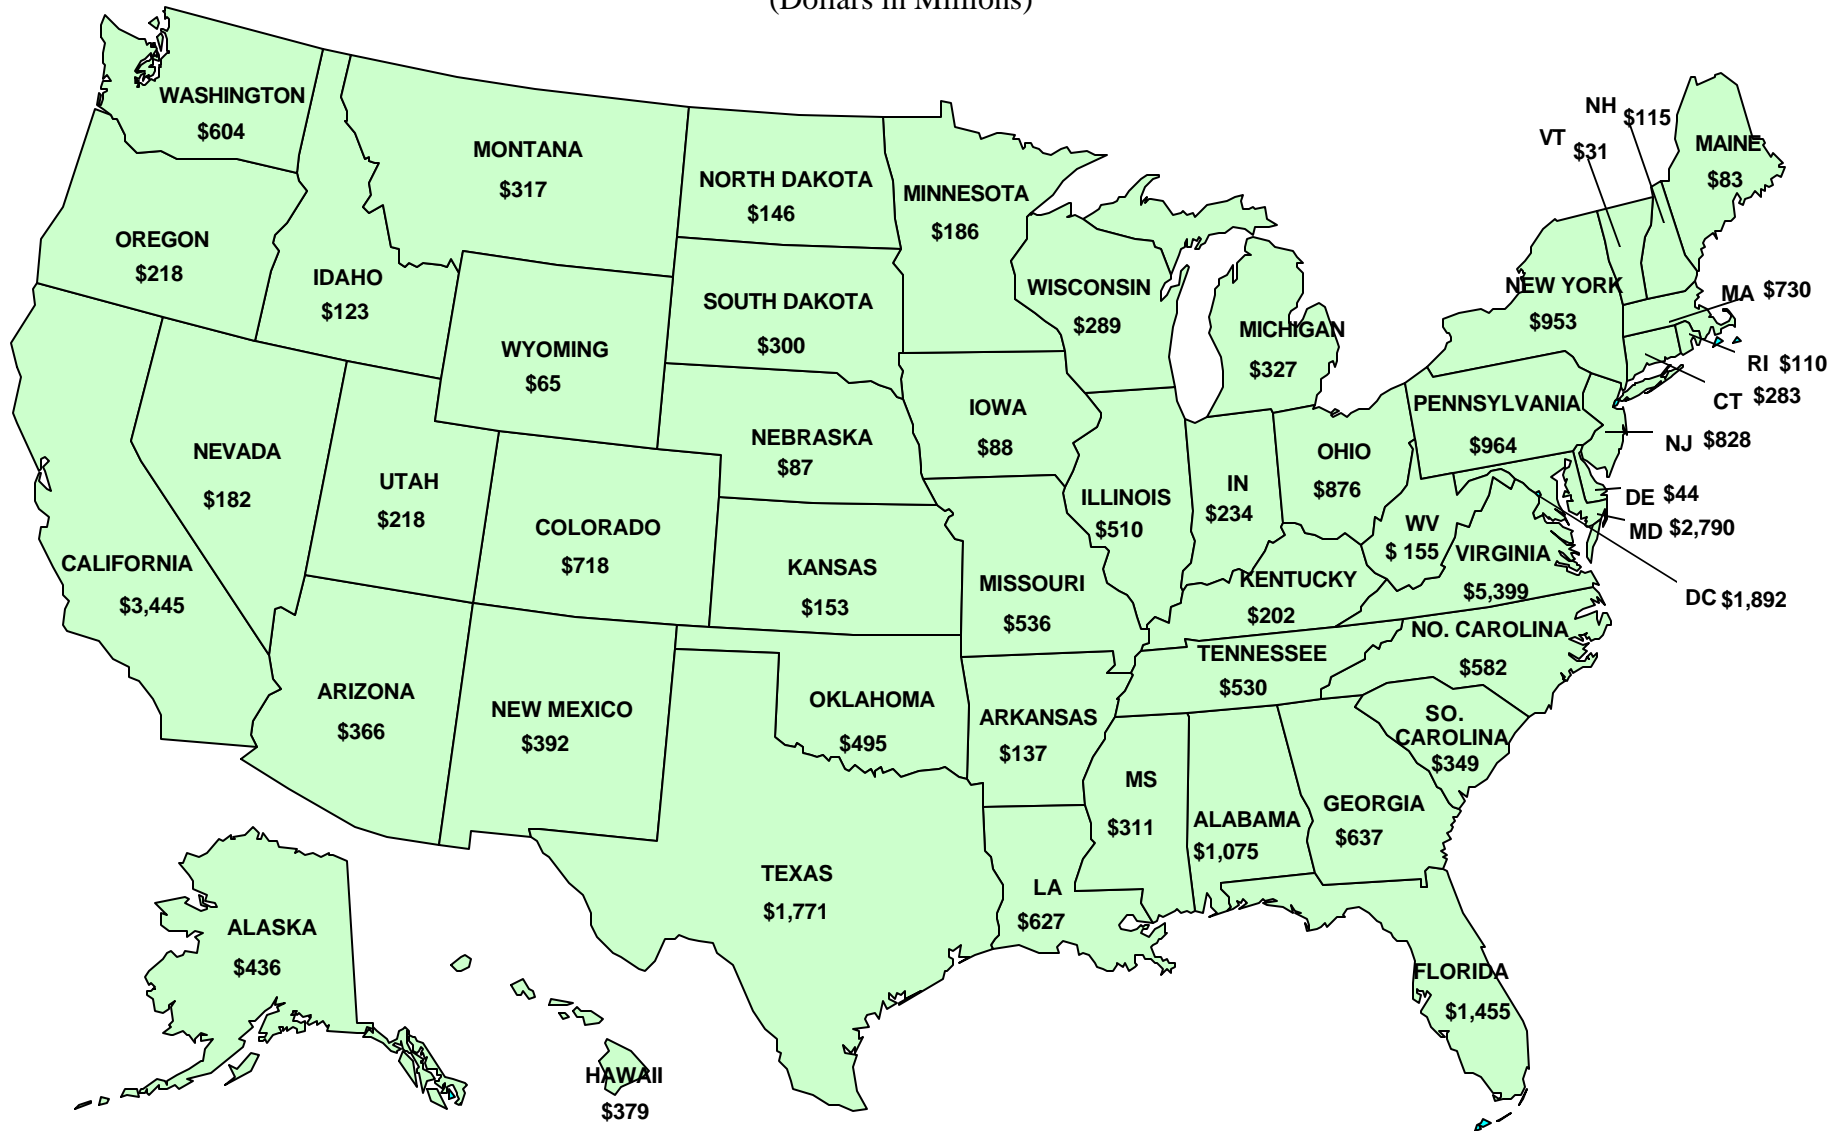 (Dollars in Millions)
WASHINGTON
$604
MONTANA
$317
NORTH DAKOTA
$146
MINNESOTA
$186
OREGON
$218
IDAHO
$123
WYOMING
$65
SOUTH DAKOTA
$300
WISCONSIN
$289
MICHIGAN
$327
NEW YORK
$953
VT
$31
NH
$115
MAINE
$83
MA $730
RI $110
CT $283
NJ $828
DE $44
MD $2,790
DC $1,892
PENNSYLVANIA
$964
NEVADA
$182
UTAH
$218
COLORADO
$718
NEBRASKA
$87
IOWA
$88
ILLINOIS
$510
IN
$234
OHIO
$876
WV
$ 155
VIRGINIA
$5,399
CALIFORNIA
$3,445
KANSAS
$153
MISSOURI
$536
KENTUCKY
$202
NO. CAROLINA
$582
TENNESSEE
$530
ARIZONA
$366
NEW MEXICO
$392
OKLAHOMA
$495
ARKANSAS
$137
SO.
CAROLINA
$349
MS
$311
ALABAMA
$1,075
GEORGIA
$637
TEXAS
$1,771
LA
$627
FLORIDA
$1,455
ALASKA
$436
HAWAII
$379